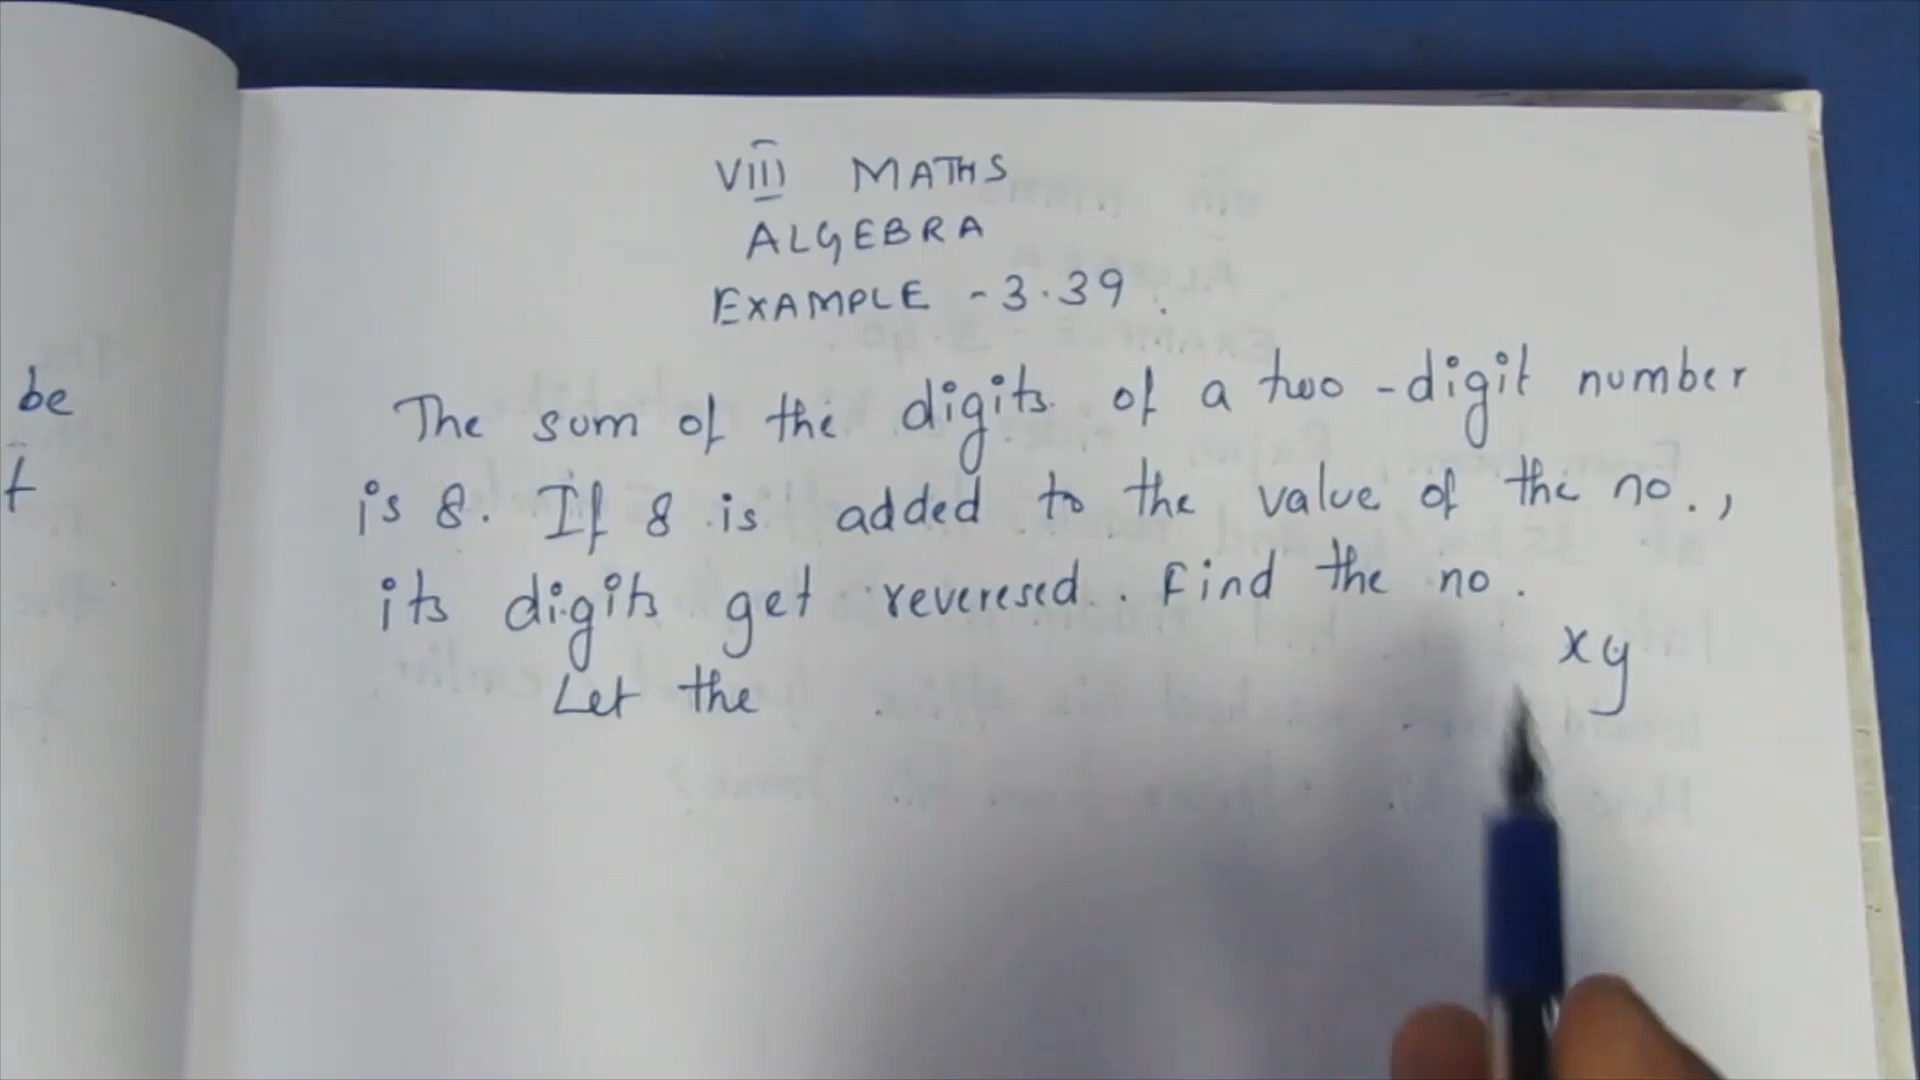 VIII MATHS
ALGEBRA
EXAMPLE - 3.39.
be
The sum of the digits of a two-digit number
is 8. If 8 is added to the value of the no.,
its digits get reveresed. Find the no.
xy
Let the